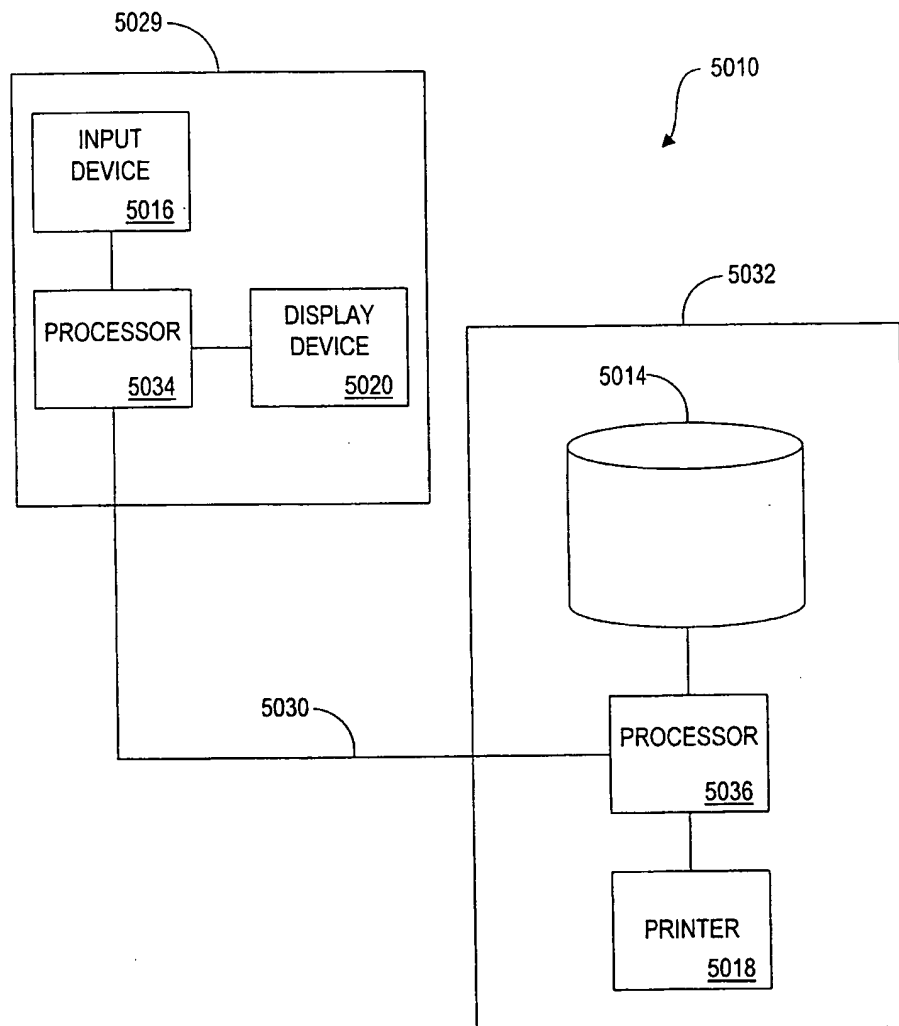 5029
5010
INPUT
DEVICE
5016
5032
PROCESSOR
5034
DISPLAY
DEVICE
5020
5014
5030
PROCESSOR
5036
PRINTER
5018